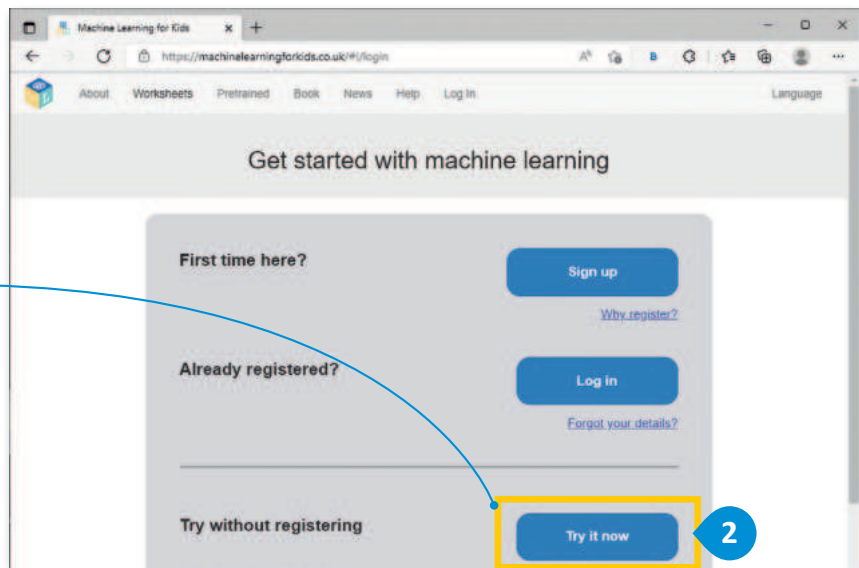 Machine Learning for Kids
https://machinelearningforkids.co.uk/#!/login
About Worksheets Pretrained Book News Help Log In Language
Get started with machine learning
First time here?
Sign up
Why register?
Already registered?
Log in
Forgot your details?
Try without registering
Try it now
2